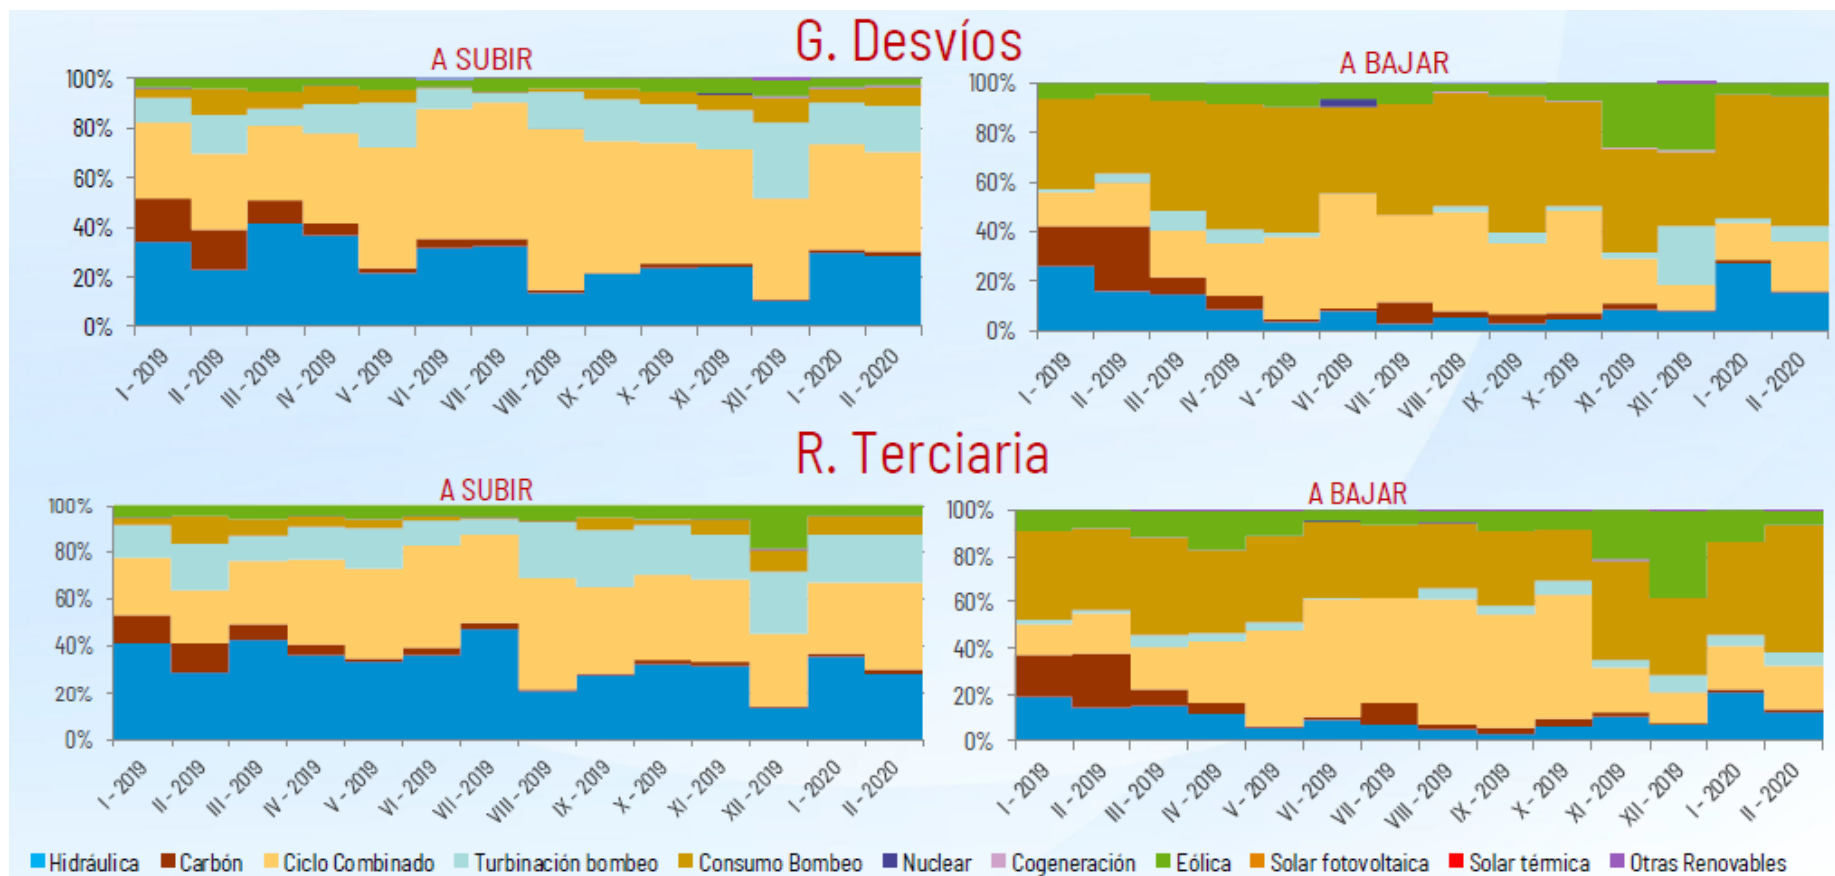 G. Desvíos
A SUBIR
A BAJAR
100%
80%
60%
40%
20%
0%
I - 2019
II - 2019
III - 2019
IV - 2019
V - 2019
VI - 2019
VII - 2019
VIII - 2019
IX - 2019
X - 2019
XI - 2019
XII - 2019
I - 2020
II - 2020
100%
80%
60%
40%
20%
0%
I - 2019
II - 2019
III - 2019
IV - 2019
V - 2019
VI - 2019
VII - 2019
VIII - 2019
IX - 2019
X - 2019
XI - 2019
XII - 2019
I - 2020
II - 2020
R. Terciaria
A SUBIR
A BAJAR
100%
80%
60%
40%
20%
0%
I - 2019
II - 2019
III - 2019
IV - 2019
V - 2019
VI - 2019
VII - 2019
VIII - 2019
IX - 2019
X - 2019
XI - 2019
XII - 2019
I - 2020
II - 2020
100%
80%
60%
40%
20%
0%
I - 2019
II - 2019
III - 2019
IV - 2019
V - 2019
VI - 2019
VII - 2019
VIII - 2019
IX - 2019
X - 2019
XI - 2019
XII - 2019
I - 2020
II - 2020
Hidráulica Carbón Ciclo Combinado Turbinación bombeo Consumo Bombeo Nuclear Cogeneración Eólica Solar fotovoltaica Solar térmica Otras Renovables